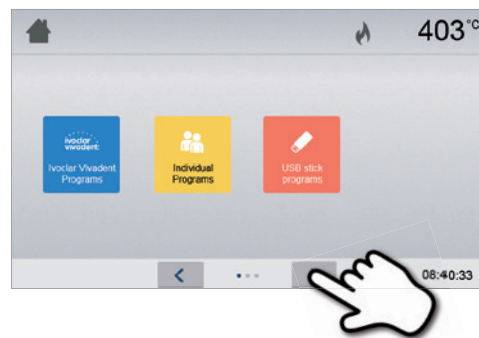 403°C
ivoclar
vivadent:
Ivoclar Vivadent
Programs
Individual
Programs
USB stick
programs
08:40:33